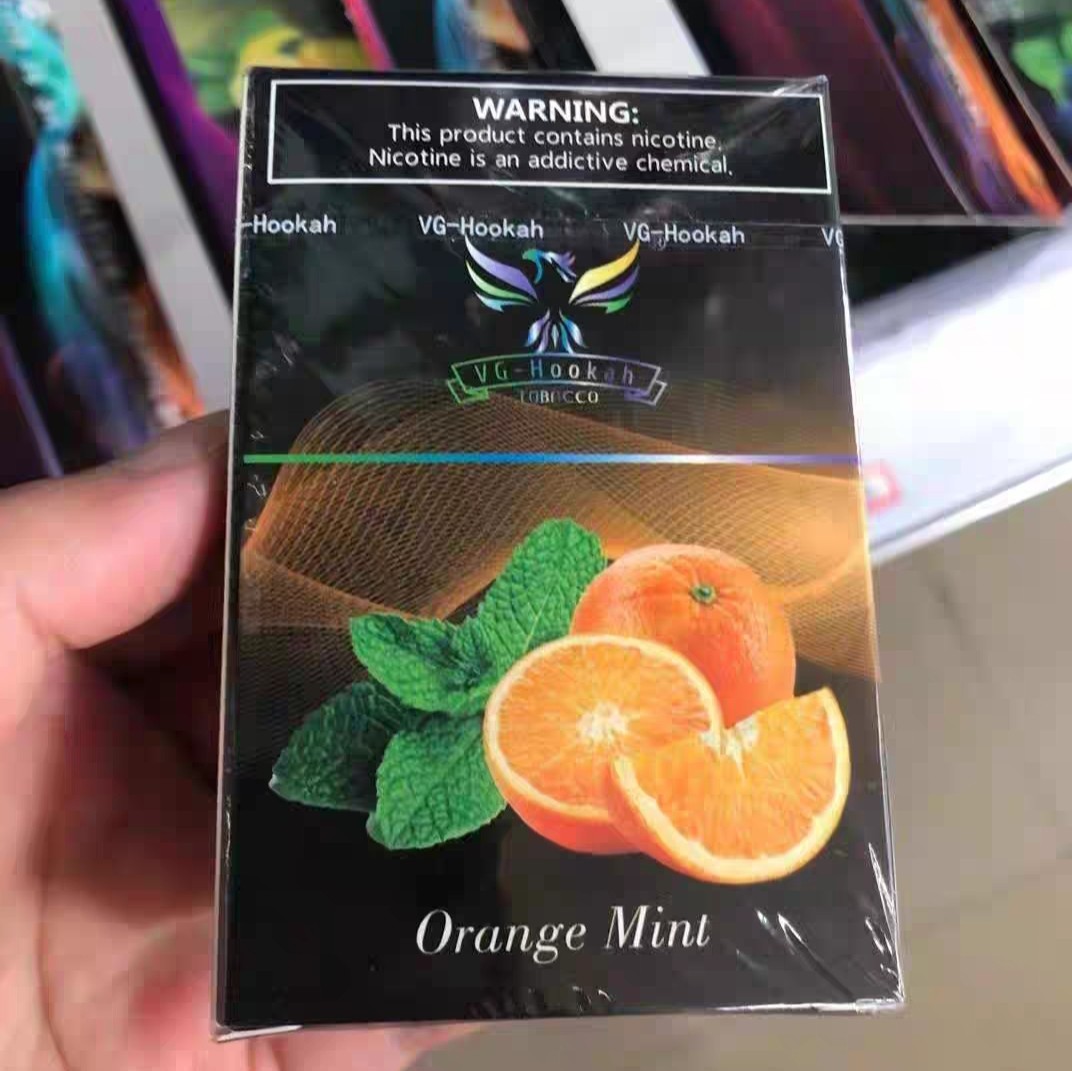 WARNING:
This product contains nicotine.
Nicotine is an addictive chemical.
-Hookah VG-Hookah VG-Hookah VG
VG-Hookah
TOBACCO
Orange Mint